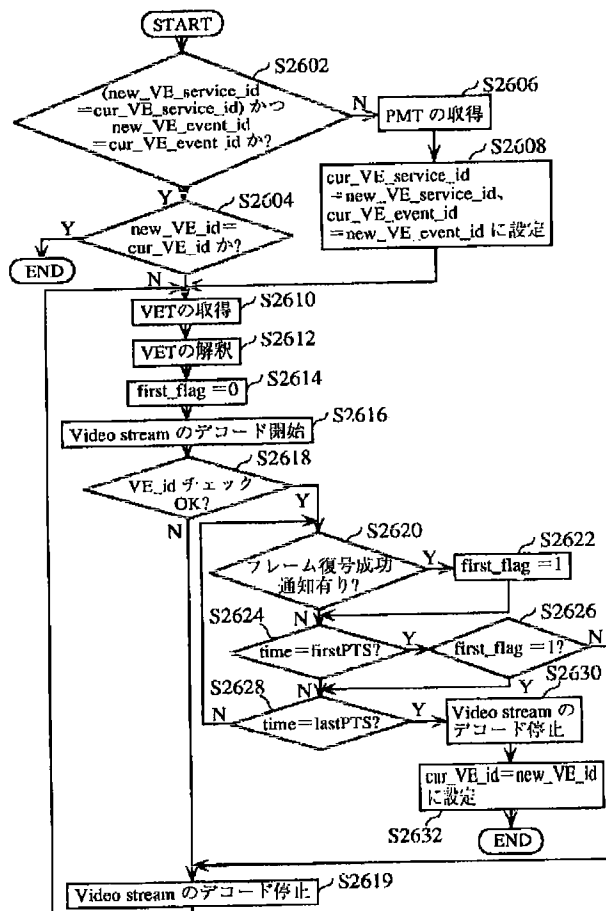 START
S2602
(new_VE_service_id
=cur_VE_service_id) かつ
new_VE_event_id
=cur_VE_event_id か?
N
S2606
PMT の取得
S2608
cur_VE_service_id
=new_VE_service_id、
cur_VE_event_id
=new_VE_event_id に設定
Y
S2604
Y
new_VE_id=
cur_VE_id か?
END
N
S2610
VETの取得
S2612
VETの解釈
S2614
first_flag =0
S2616
Video stream のデコード開始
S2618
VE_id チェック
OK?
Y
N
S2620
フレーム復号成功
通知有り?
Y
S2622
first_flag =1
N
S2624
time=firstPTS?
Y
S2626
first_flag =1?
N
N
Y
S2628
time=lastPTS?
N
Y
S2630
Video stream の
デコード停止
cur_VE_id=new_VE_id
に設定
S2632
END
S2619
Video stream のデコード停止